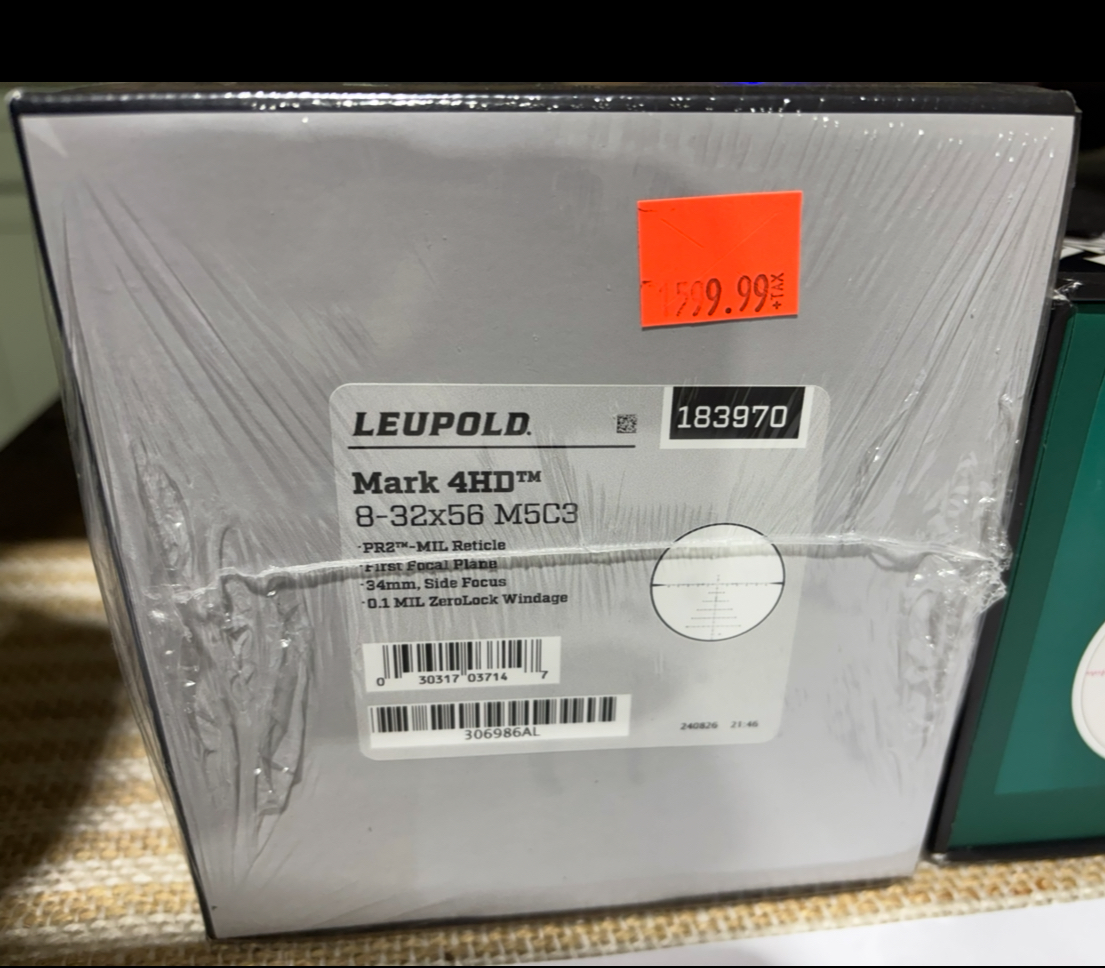 1599.99 +TAX
LEUPOLD
183970
Mark 4HD™
8-32x56 M5C3
·PR2™-MIL Reticle
·First Focal Plane
·34mm, Side Focus
·0.1 MIL ZeroLock Windage
0 30317 03714 7
306986AL
240826 21:46